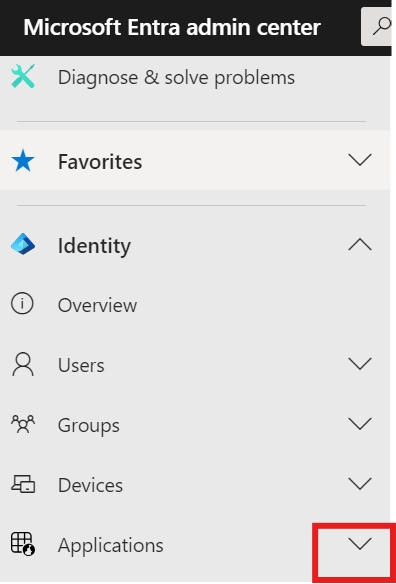 Microsoft Entra admin center
Diagnose & solve problems
Favorites
Identity
Overview
Users
Groups
Devices
Applications